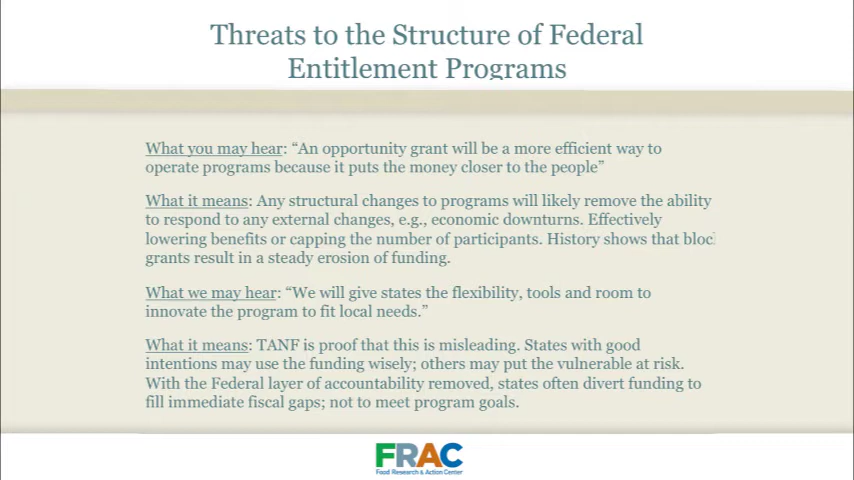 Threats to the Structure of Federal
Entitlement Programs
What you may hear: “An opportunity grant will be a more efficient way to
operate programs because it puts the money closer to the people”
What it means: Any structural changes to programs will likely remove the ability
to respond to any external changes, e.g., economic downturns. Effectively
lowering benefits or capping the number of participants. History shows that bloc
grants result in a steady erosion of funding.
What we may hear: “We will give states the flexibility, tools and room to
innovate the program to fit local needs.”
What it means: TANF is proof that this is misleading. States with good
intentions may use the funding wisely; others may put the vulnerable at risk.
With the Federal layer of accountability removed, states often divert funding to
fill immediate fiscal gaps; not to meet program goals.
FRAC
Food Research & Action Center